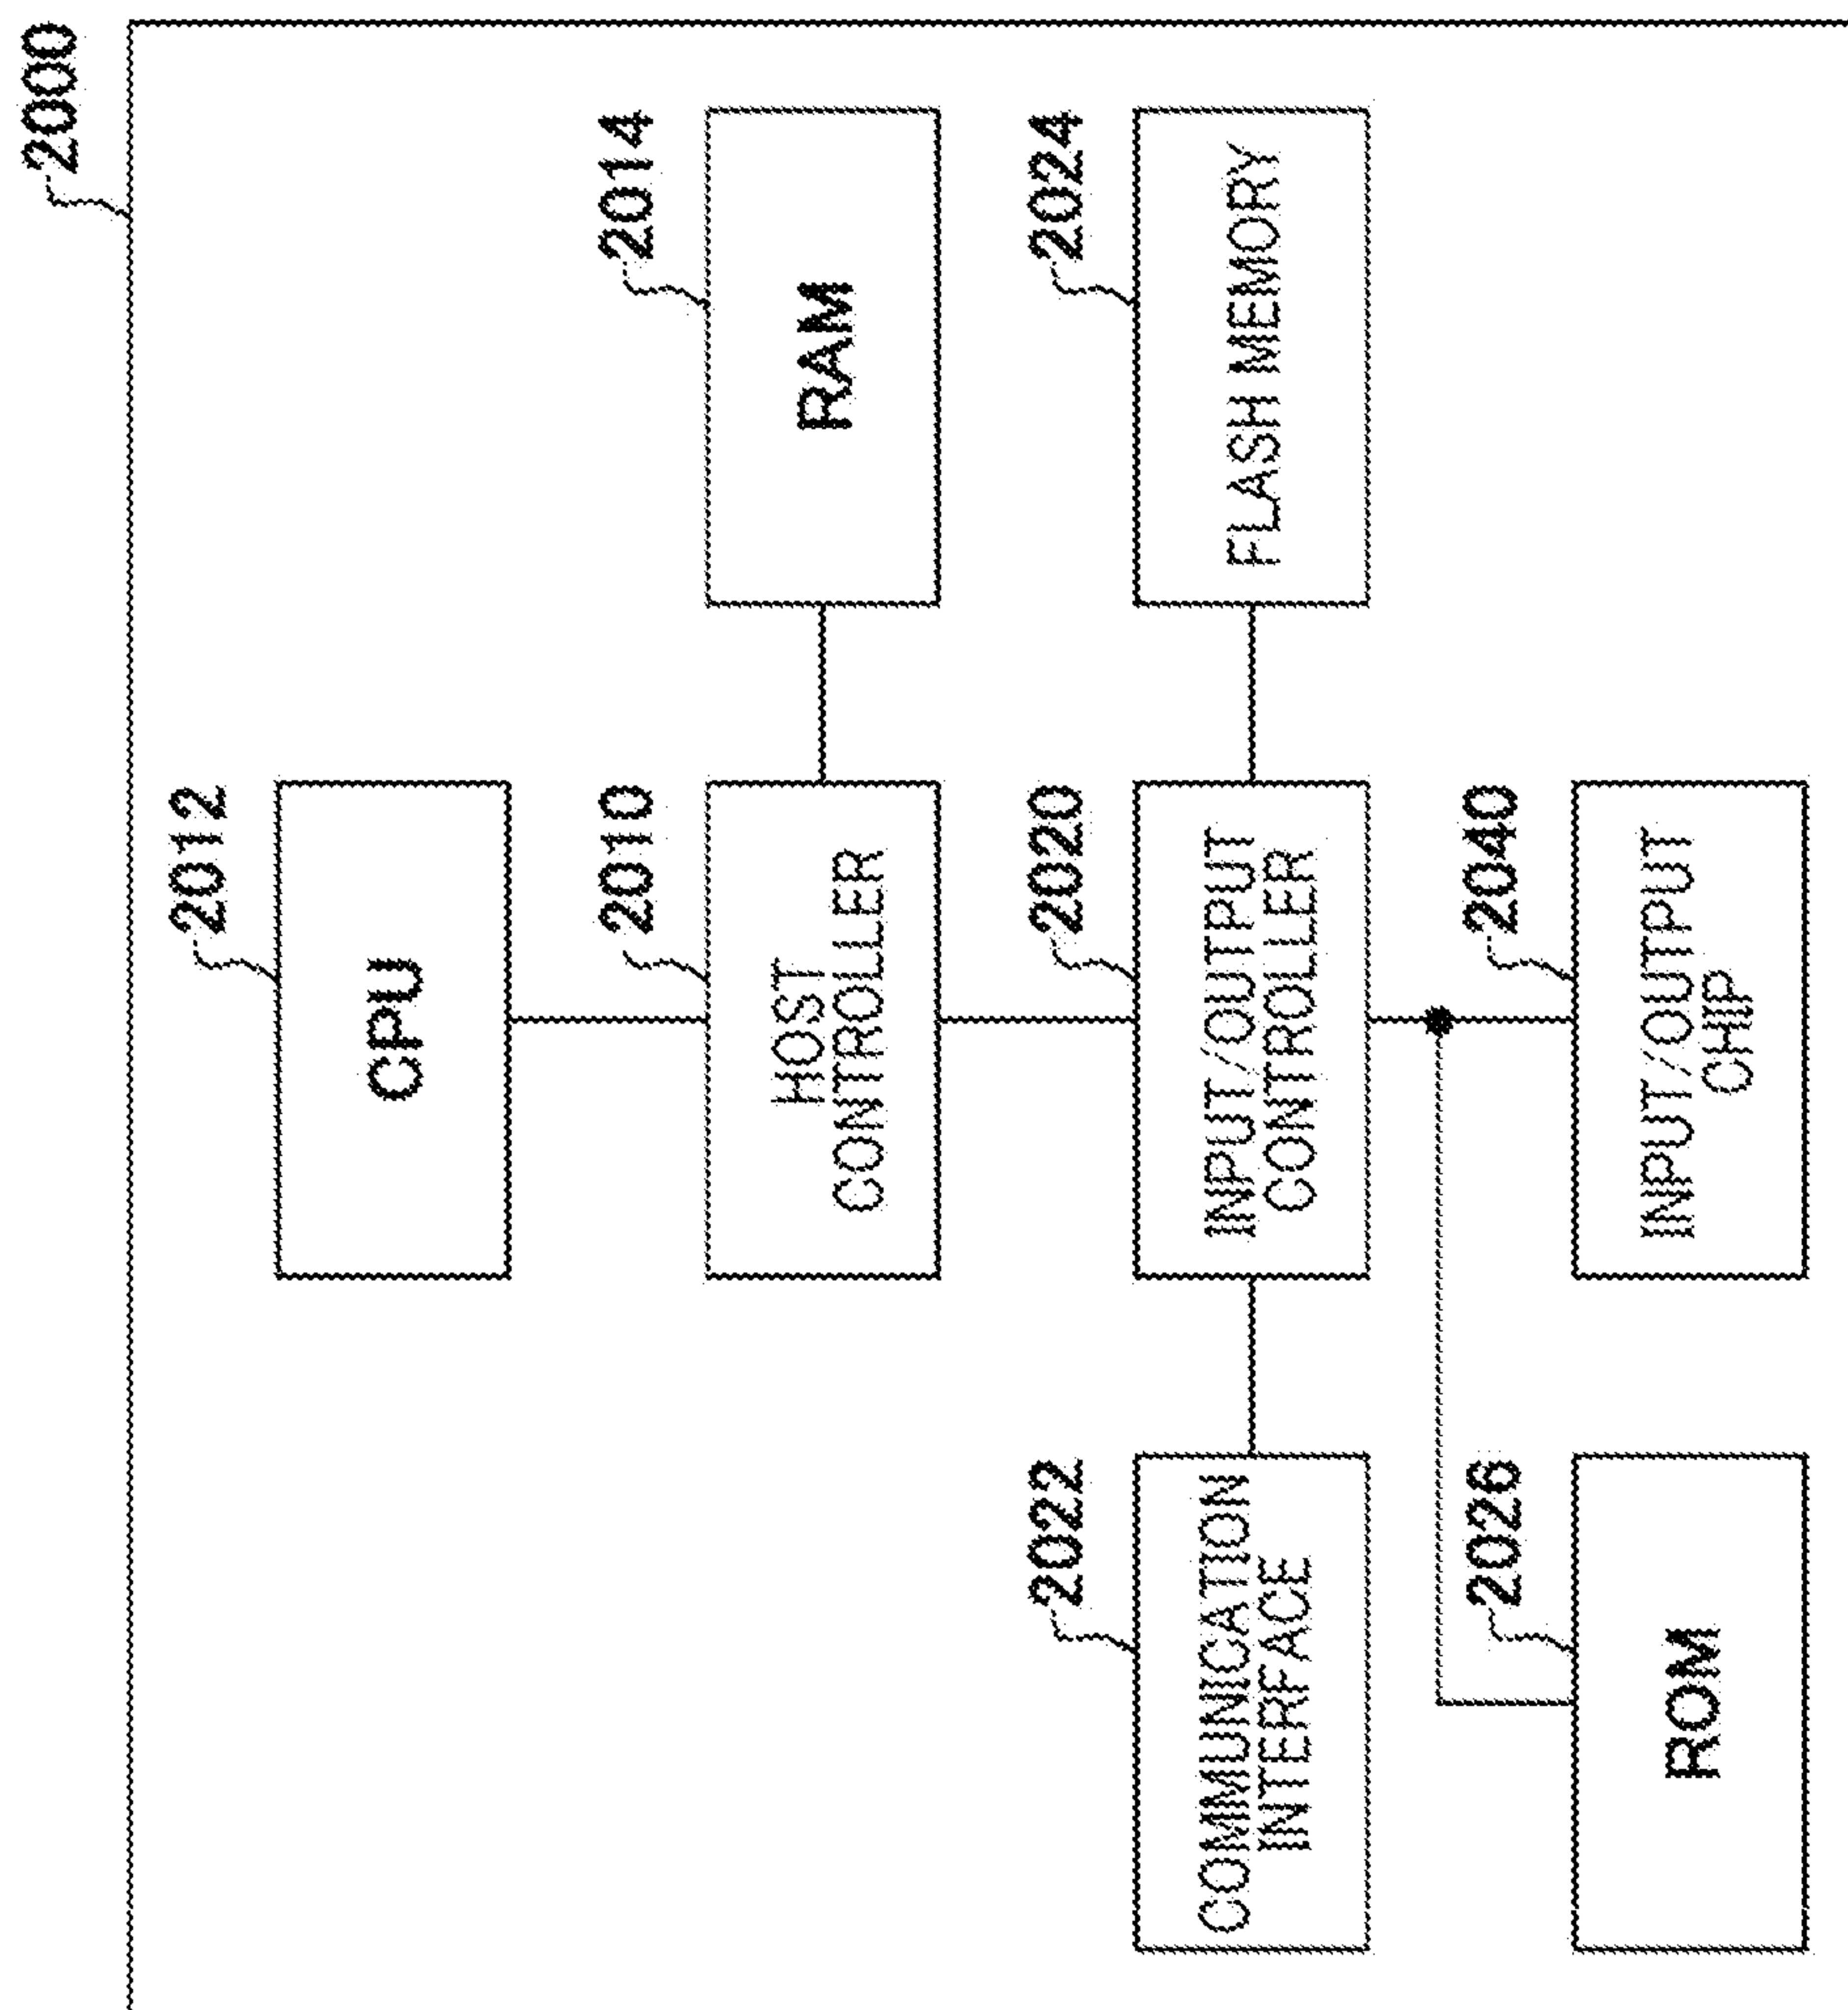 2000
2012
CPU
2010
HOST
CONTROLLER
2014
RAM
2020
INPUT/OUTPUT
CONTROLLER
2024
FLASH MEMORY
2022
COMMUNICATION
INTERFACE
2040
INPUT/OUTPUT
CHIP
2026
ROM